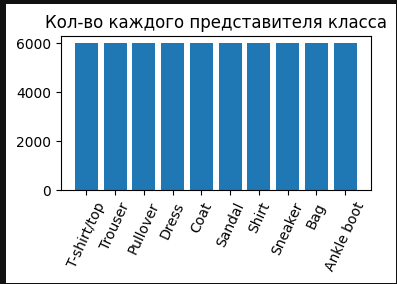 Кол-во каждого представителя класса
6000
4000
2000
0
T-shirt/top
Trouser
Pullover
Dress
Coat
Sandal
Shirt
Sneaker
Bag
Ankle boot